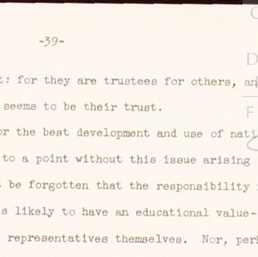 -39-
t: for they are trustees for others, an
seems to be their trust.
or the best development and use of nati
to a point without this issue arising
t be forgotten that the responsibility
s likely to have an educational value-
representatives themselves. Nor, per